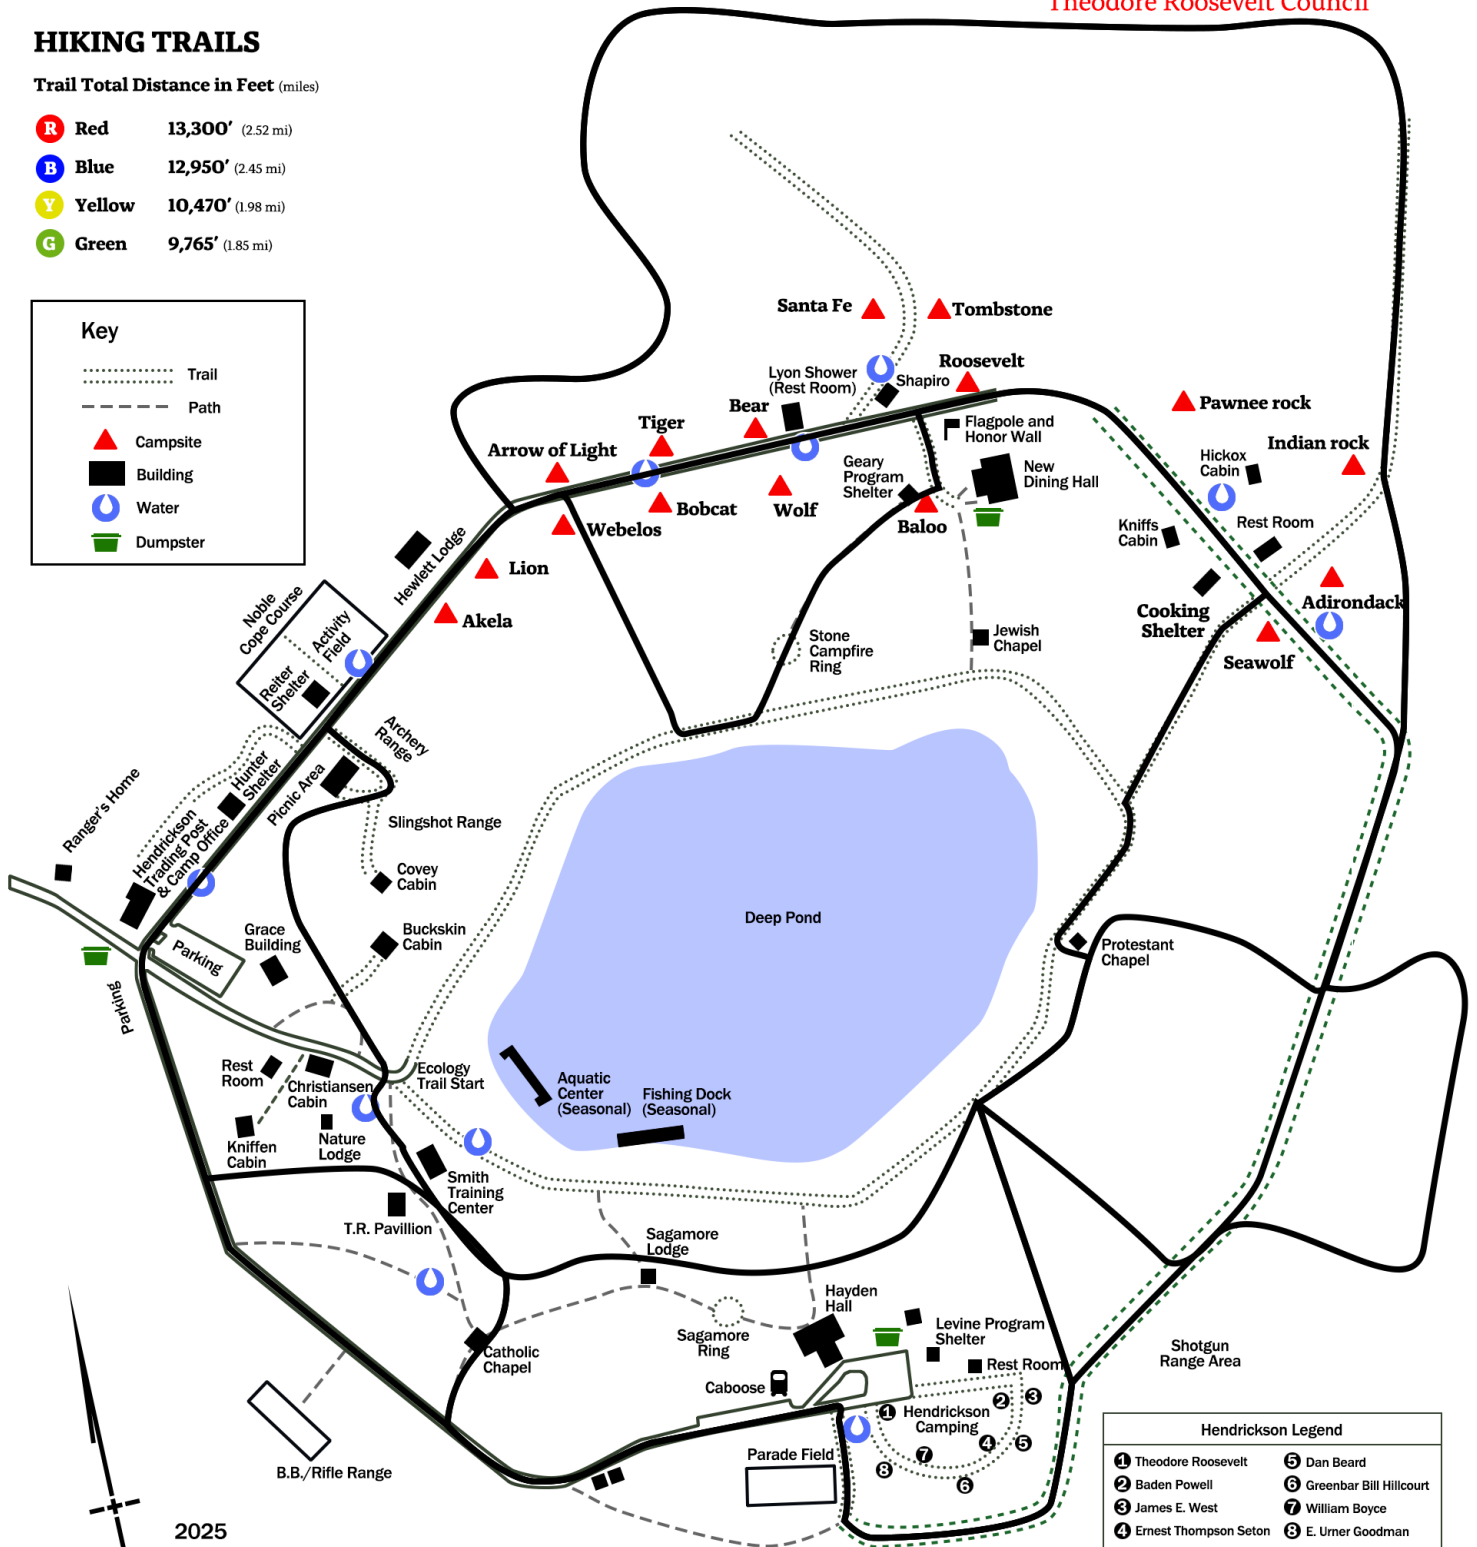 Theodore Roosevelt Council
HIKING TRAILS
Trail Total Distance in Feet (miles)
R Red 13,300′ (2.52 mi)
B Blue 12,950′ (2.45 mi)
Y Yellow 10,470′ (1.98 mi)
G Green 9,765′ (1.85 mi)
Key
Trail
Path
Campsite
Building
Water
Dumpster
Santa Fe
Tombstone
Roosevelt
Lyon Shower
(Rest Room)
Shapiro
Bear
Tiger
Arrow of Light
Flagpole and
Honor Wall
Pawnee rock
Indian rock
Geary
Program
Shelter
New
Dining Hall
Hickox
Cabin
Rest Room
Kniffs
Cabin
Bobcat
Wolf
Baloo
Webelos
Hewlett Lodge
Lion
Akela
Cooking
Shelter
Adirondack
Seawolf
Noble
Cope Course
Activity
Field
Reiter
Shelter
Stone
Campfire
Ring
Jewish
Chapel
Archery
Range
Picnic Area
Hunter
Shelter
Ranger's Home
Hendrickson
Trading Post
& Camp Office
Slingshot Range
Covey
Cabin
Buckskin
Cabin
Grace
Building
Parking
Parking
Deep Pond
Protestant
Chapel
Rest
Room
Christiansen
Cabin
Ecology
Trail Start
Aquatic
Center
(Seasonal)
Fishing Dock
(Seasonal)
Kniffen
Cabin
Nature
Lodge
Smith
Training
Center
T.R. Pavillion
Sagamore
Lodge
Hayden
Hall
Sagamore
Ring
Levine Program
Shelter
Rest Room
Catholic
Chapel
Caboose
Shotgun
Range Area
Hendrickson
Camping
1
2
3
4
5
6
7
8
Parade Field
B.B./Rifle Range
2025
Hendrickson Legend
1 Theodore Roosevelt
2 Baden Powell
3 James E. West
4 Ernest Thompson Seton
5 Dan Beard
6 Greenbar Bill Hillcourt
7 William Boyce
8 E. Urner Goodman